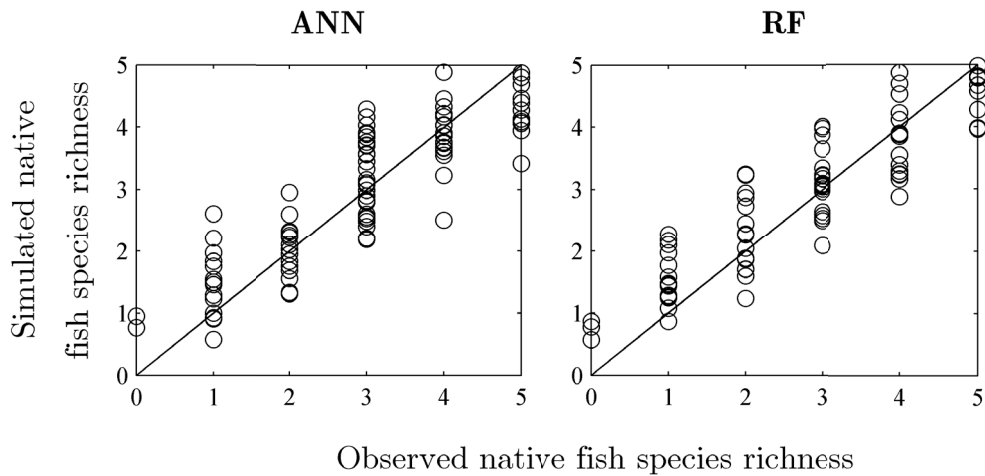 ANN
RF
Simulated native
fish species richness
5
4
3
2
1
0
0 1 2 3 4 5
5
4
3
2
1
0
0 1 2 3 4 5
Observed native fish species richness